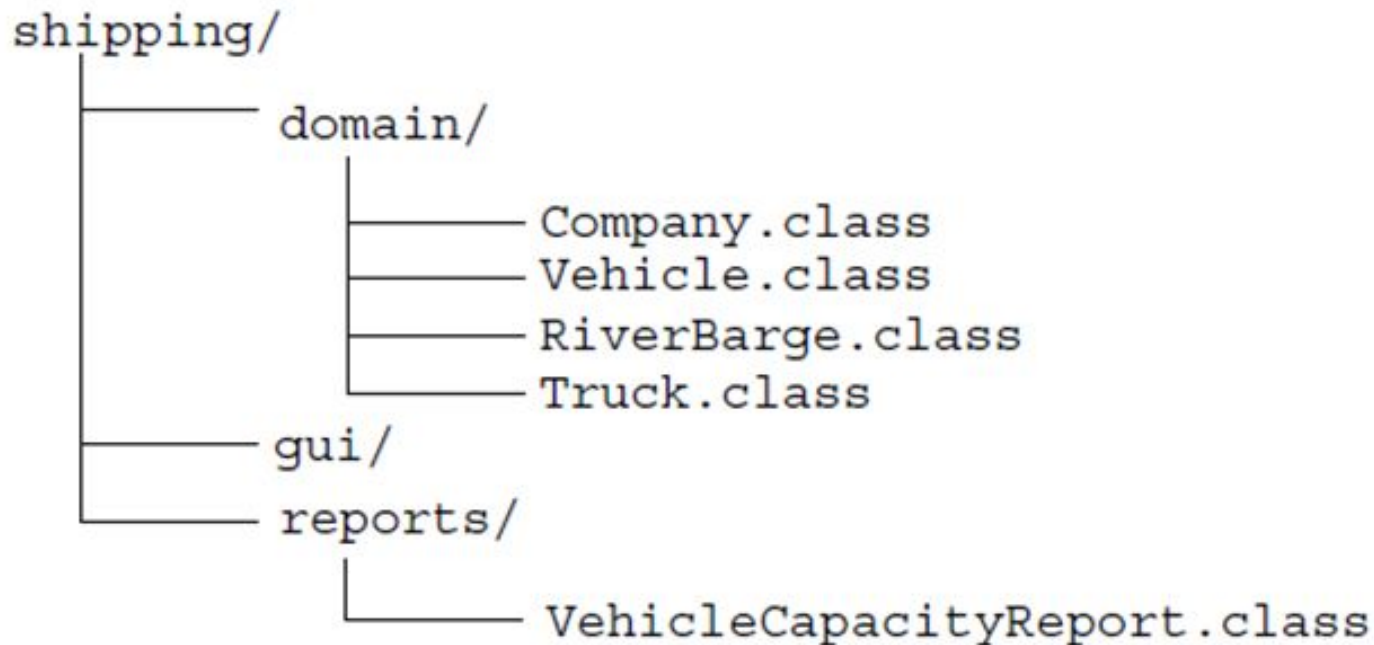 shipping/
domain/
Company.class
Vehicle.class
RiverBarge.class
Truck.class
gui/
reports/
VehicleCapacityReport.class